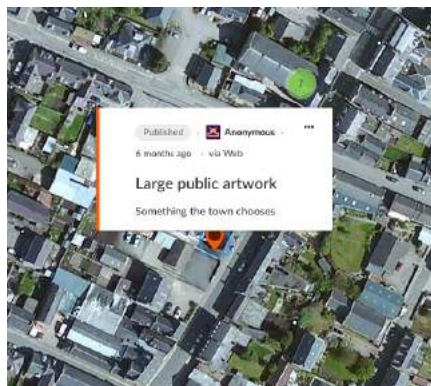 Published · Anonymous ·
6 months ago · via Web
Large public artwork
Something the town chooses